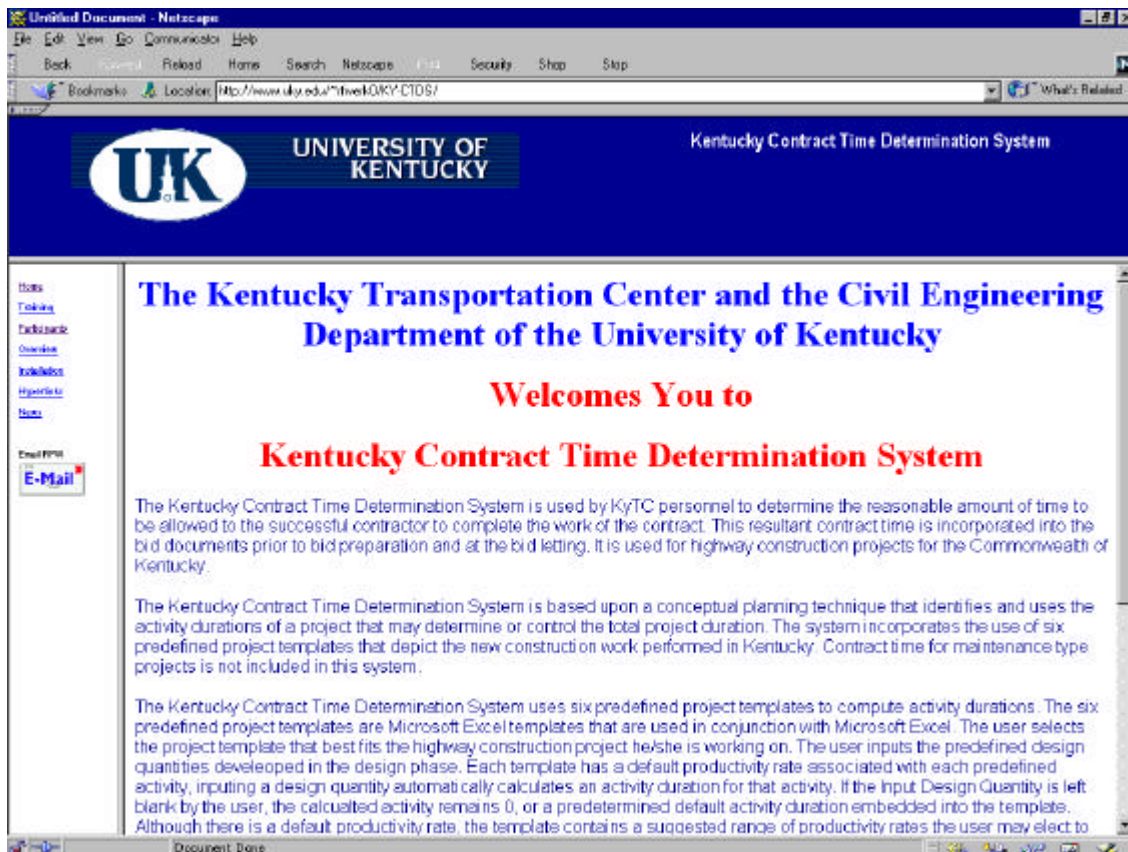 Untitled Document - Netscape
File Edit View Go Communicator Help
Back Reload Home Search Netscape Security Shop Stop
Bookmarks Location: What's Related
UK
UNIVERSITY OF
KENTUCKY
Kentucky Contract Time Determination System
Home
Training
Participants
Overview
Installation
Hyperlinks
News
E-Mail
The Kentucky Transportation Center and the Civil Engineering
Department of the University of Kentucky
Welcomes You to
Kentucky Contract Time Determination System
The Kentucky Contract Time Determination System is used by KyTC personnel to determine the reasonable amount of time to
be allowed to the successful contractor to complete the work of the contract. This resultant contract time is incorporated into the
bid documents prior to bid preparation and at the bid letting. It is used for highway construction projects for the Commonwealth of
Kentucky.
The Kentucky Contract Time Determination System is based upon a conceptual planning technique that identifies and uses the
activity durations of a project that may determine or control the total project duration. The system incorporates the use of six
predefined project templates that depict the new construction work performed in Kentucky. Contract time for maintenance type
projects is not included in this system.
The Kentucky Contract Time Determination System uses six predefined project templates to compute activity durations. The six
predefined project templates are Microsoft Excel templates that are used in conjunction with Microsoft Excel. The user selects
the project template that best fits the highway construction project he/she is working on. The user inputs the predefined design
quantities develeoped in the design phase. Each template has a default productivity rate associated with each predefined
activity, inputing a design quantity automatically calculates an activity duration for that activity. If the Input Design Quantity is left
blank by the user, the calcualted activity remains 0, or a predetermined default activity duration embedded into the template.
Although there is a default productivity rate, the template contains a suggested range of productivity rates the user may elect to
Document: Done